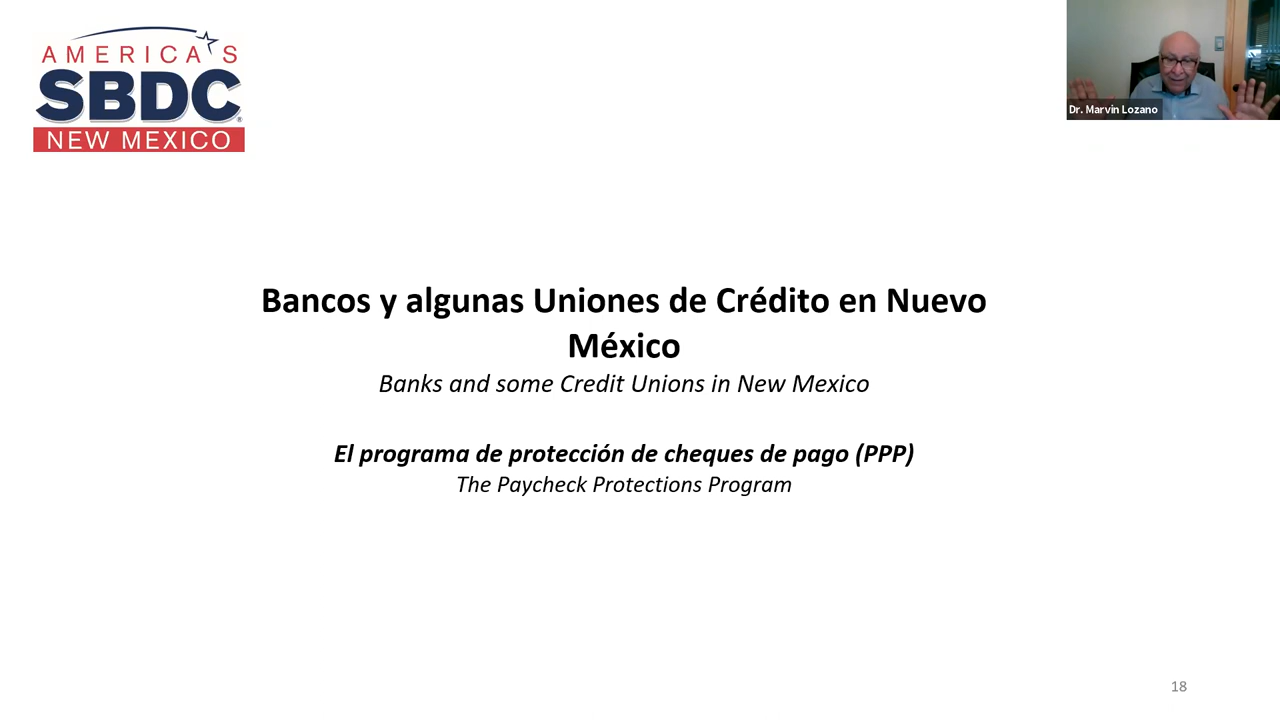 AMERICA'S
SBDC
NEW MEXICO
Dr. Marvin Lozano
Bancos y algunas Uniones de Crédito en Nuevo
México
Banks and some Credit Unions in New Mexico
El programa de protección de cheques de pago (PPP)
The Paycheck Protections Program
18